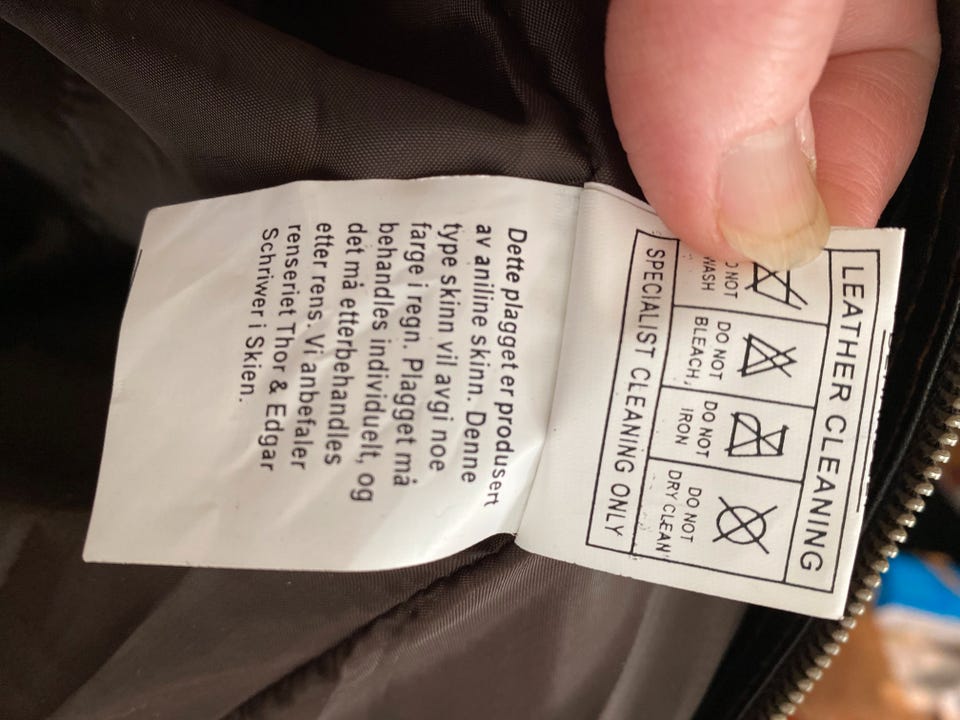 LEATHER CLEANING
NOT
WASH
DO NOT
BLEACH
DO NOT
IRON
DO NOT
DRY CLEAN
SPECIALIST CLEANING ONLY
Dette plagget er produsert
av aniline skinn. Denne
type skinn vil avgi noe
farge i regn. Plagget må
behandles individuelt, og
det må etterbehandles
etter rens. Vi anbefaler
renseriet Thor & Edgar
Schriwer i Skien.